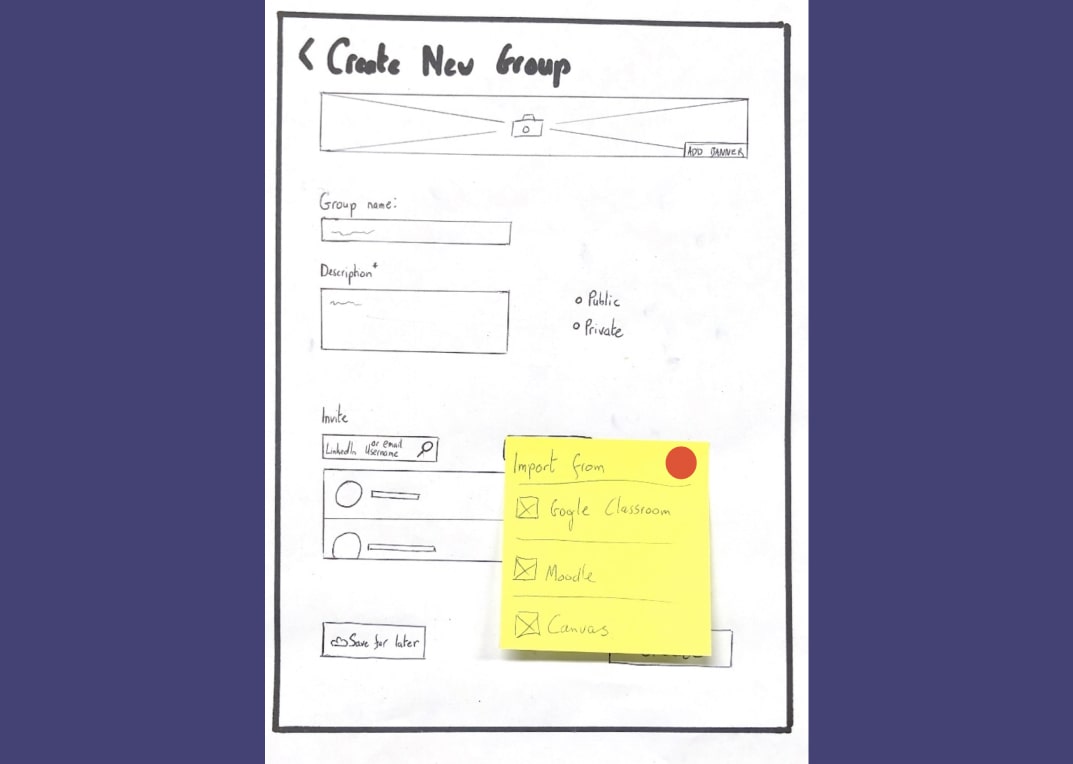 < Create New Group
ADD BANNER
Group name:
Description*
Public
Private
Invite
LinkedIn or email
Username
Import from
Google Classroom
Moodle
Canvas
Save for later